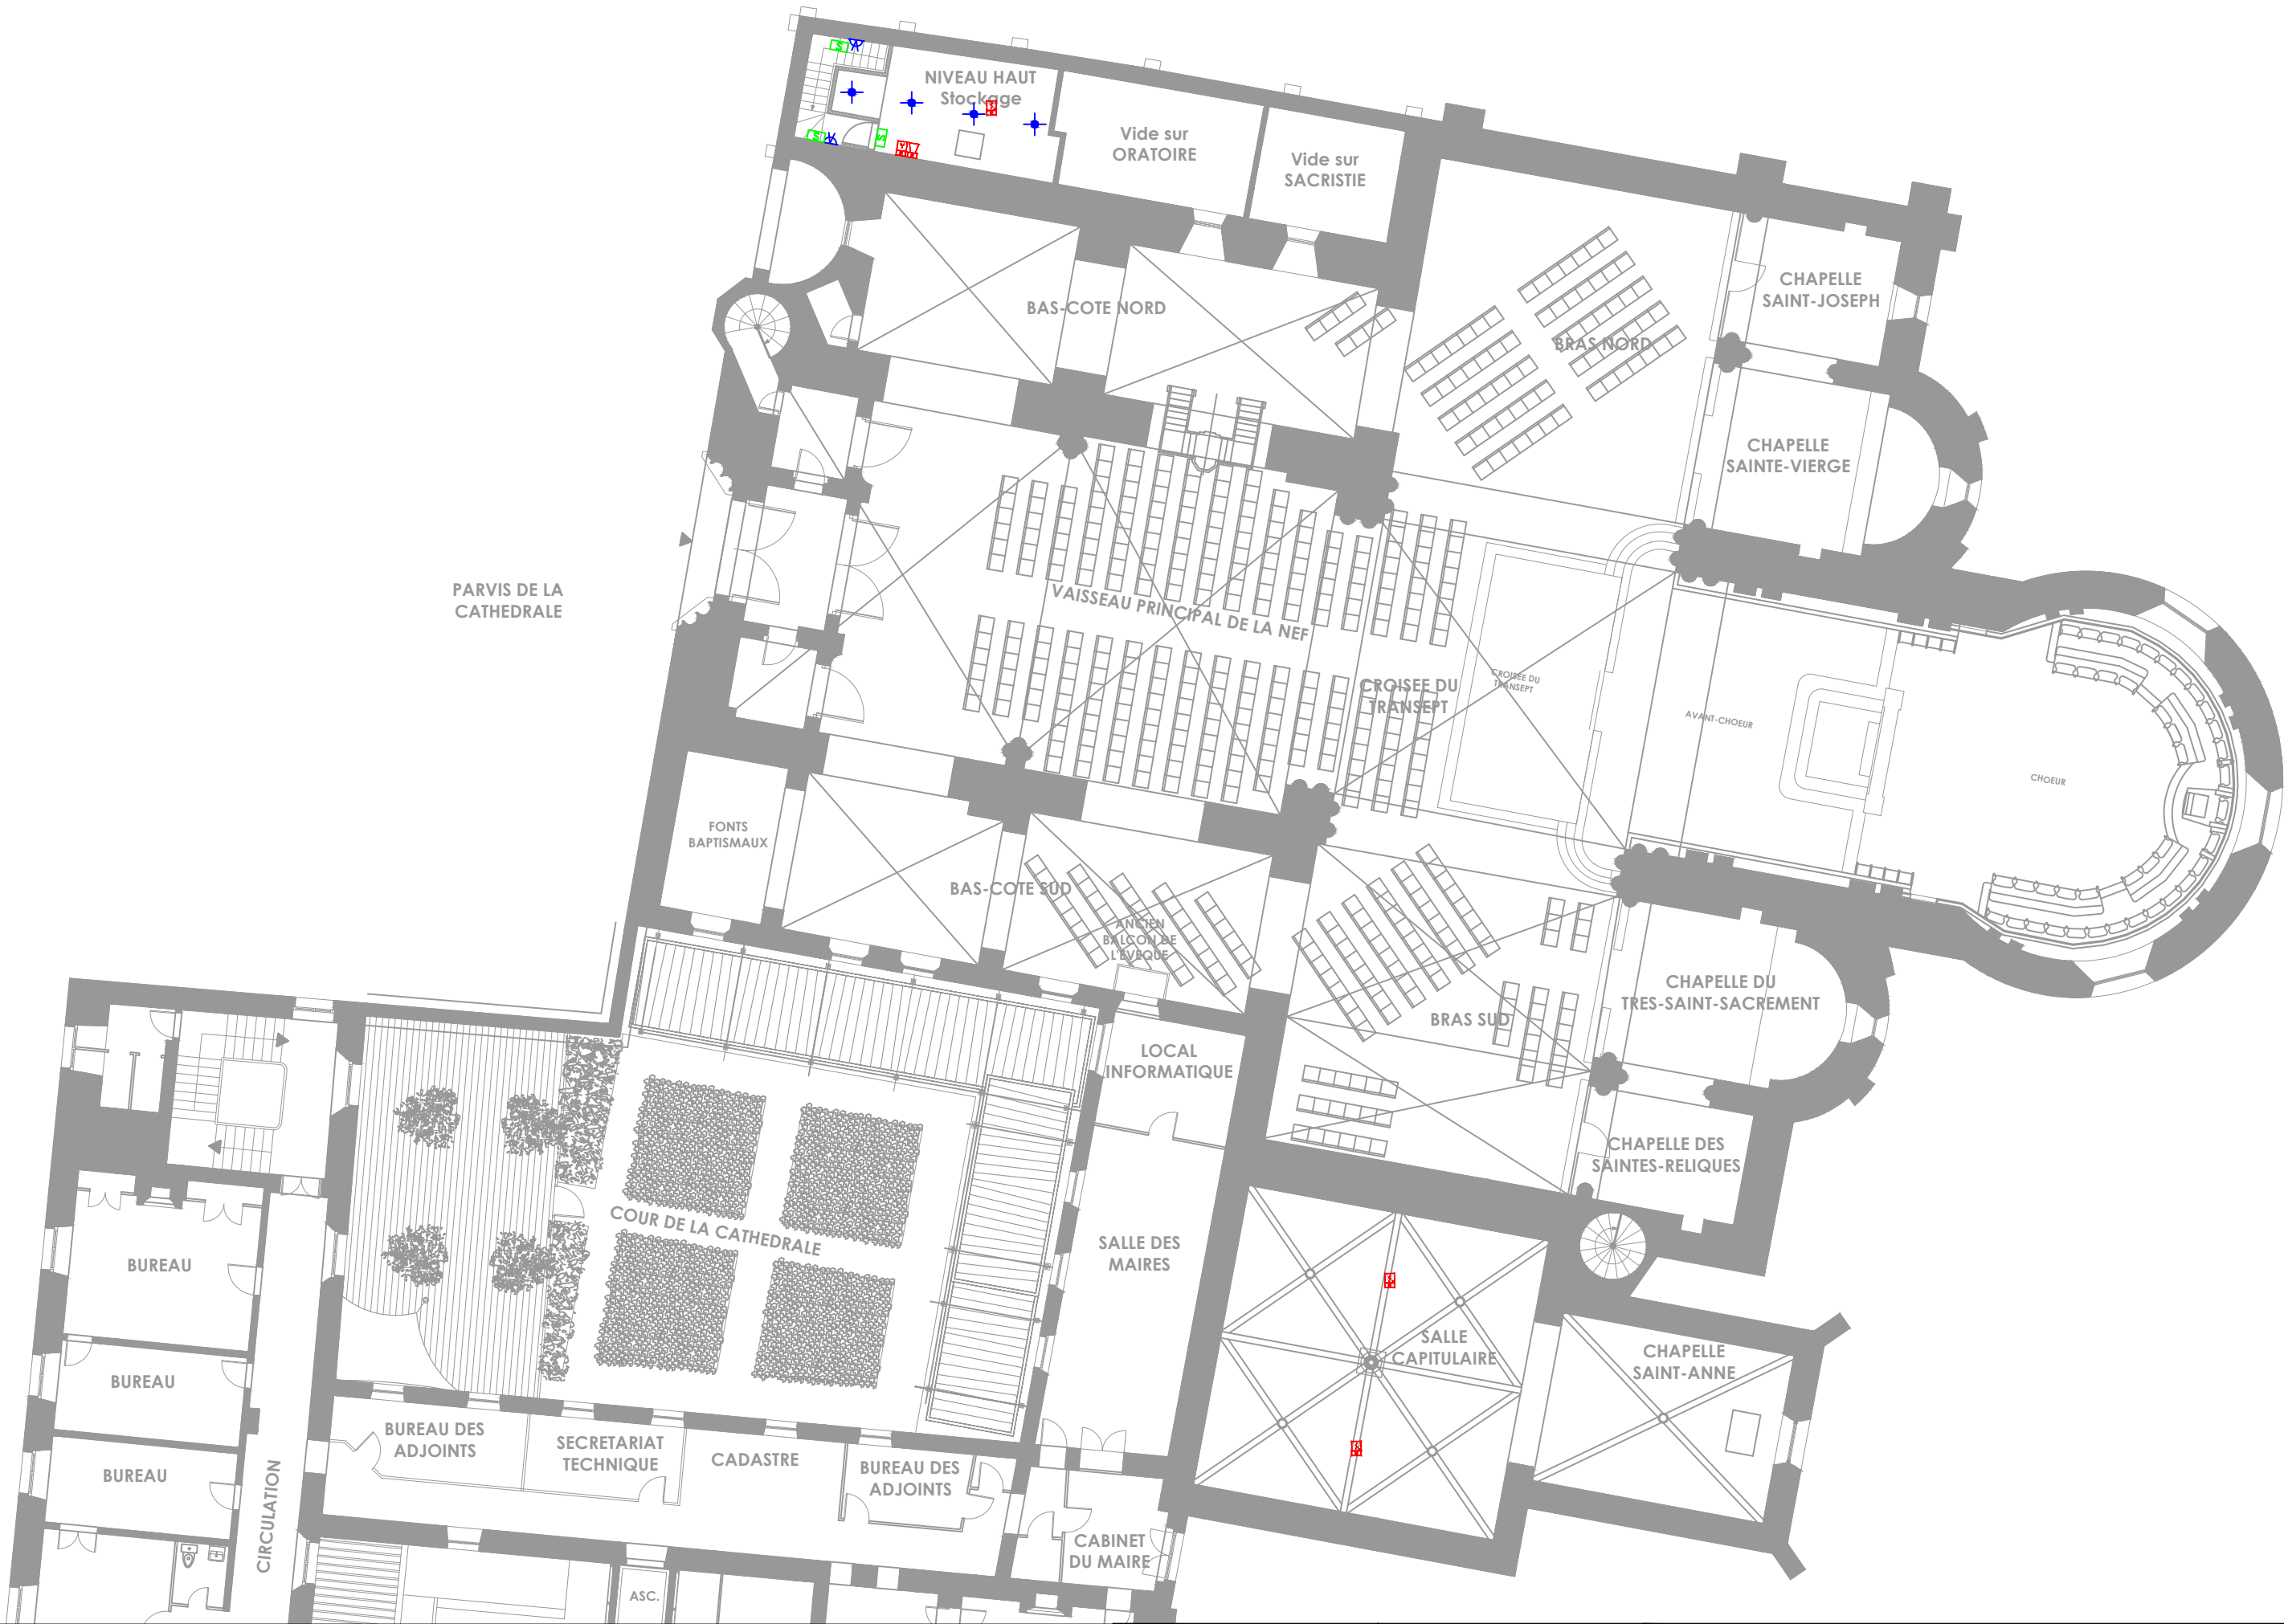 NIVEAU HAUT
Stockage
Vide sur
ORATOIRE
Vide sur
SACRISTIE
CHAPELLE
SAINT-JOSEPH
BAS-COTE NORD
BRAS NORD
CHAPELLE
SAINTE-VIERGE
PARVIS DE LA
CATHEDRALE
VAISSEAU PRINCIPAL DE LA NEF
CROISEE DU
TRANSEPT
CROISEE DU
TRANSEPT
AVANT-CHOEUR
CHOEUR
FONTS
BAPTISMAUX
BAS-COTE SUD
ANCIEN
BALCON DE
L'EVEQUE
CHAPELLE DU
TRES-SAINT-SACREMENT
BRAS SUD
LOCAL
INFORMATIQUE
CHAPELLE DES
SAINTES-RELIQUES
COUR DE LA CATHEDRALE
SALLE DES
MAIRES
BUREAU
SALLE
CAPITULAIRE
CHAPELLE
SAINT-ANNE
BUREAU
BUREAU DES
ADJOINTS
SECRETARIAT
TECHNIQUE
CADASTRE
BUREAU DES
ADJOINTS
BUREAU
CIRCULATION
CABINET
DU MAIRE
ASC.